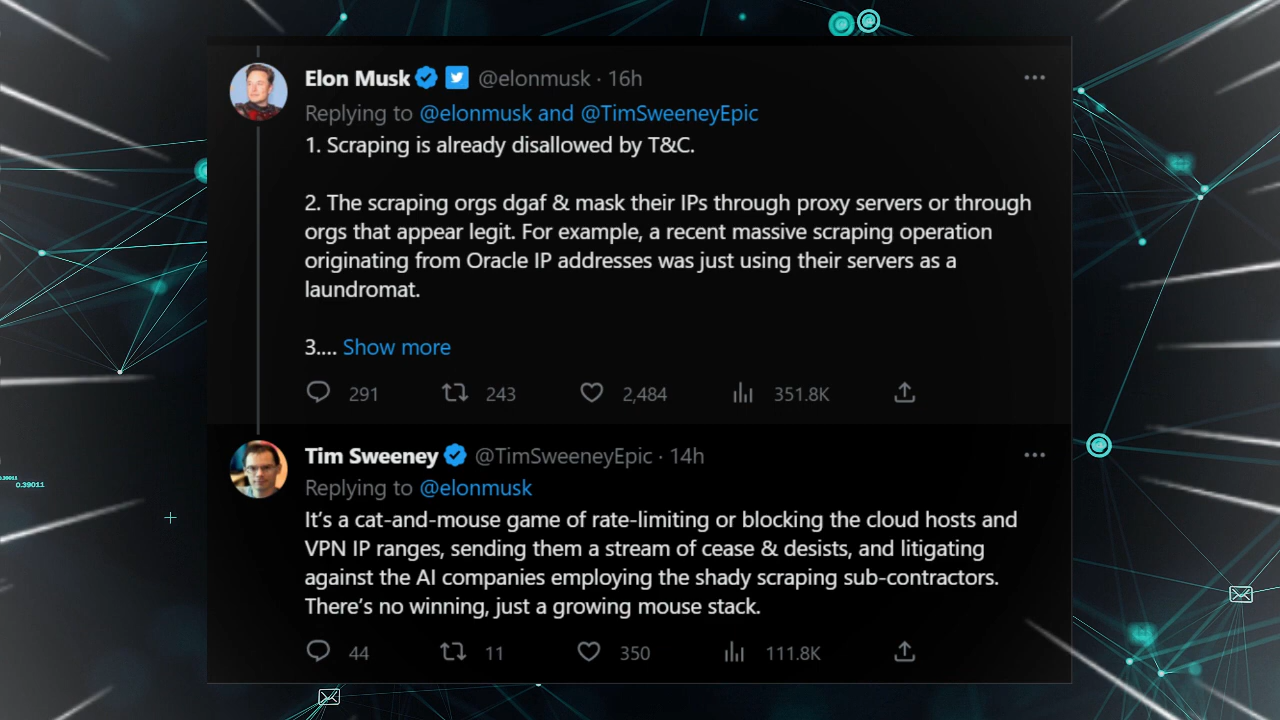 Elon Musk @elonmusk · 16h
Replying to @elonmusk and @TimSweeneyEpic
1. Scraping is already disallowed by T&C.
2. The scraping orgs dgaf & mask their IPs through proxy servers or through
orgs that appear legit. For example, a recent massive scraping operation
originating from Oracle IP addresses was just using their servers as a
laundromat.
3.... Show more
291 243 2,484 351.8K
Tim Sweeney @TimSweeneyEpic · 14h
Replying to @elonmusk
0.39011 0.39011
It’s a cat-and-mouse game of rate-limiting or blocking the cloud hosts and
VPN IP ranges, sending them a stream of cease & desists, and litigating
against the AI companies employing the shady scraping sub-contractors.
There’s no winning, just a growing mouse stack.
44 11 350 111.8K